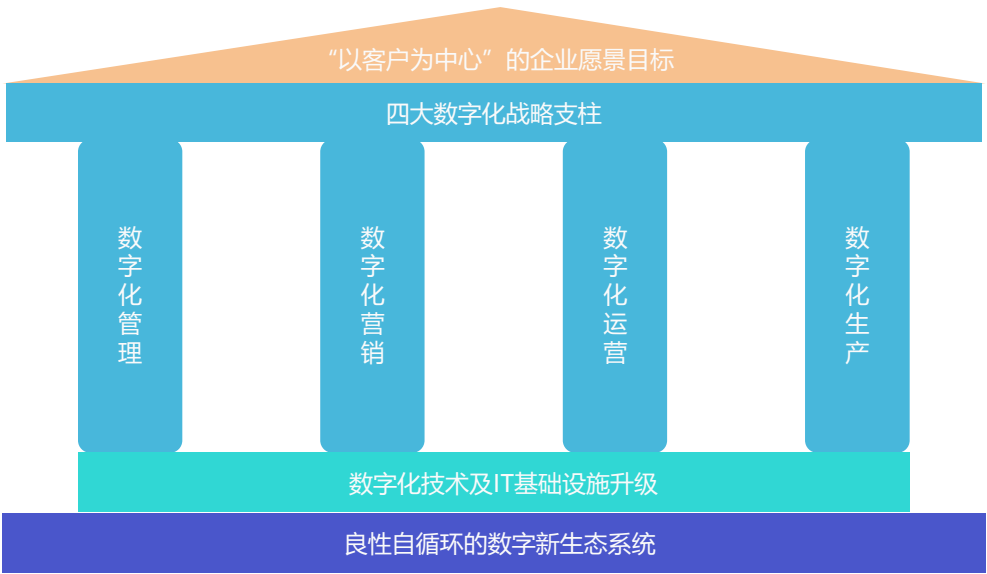 “以客户为中心”的企业愿景目标
四大数字化战略支柱
数字化管理
数字化营销
数字化运营
数字化生产
数字化技术及IT基础设施升级
良性自循环的数字新生态系统